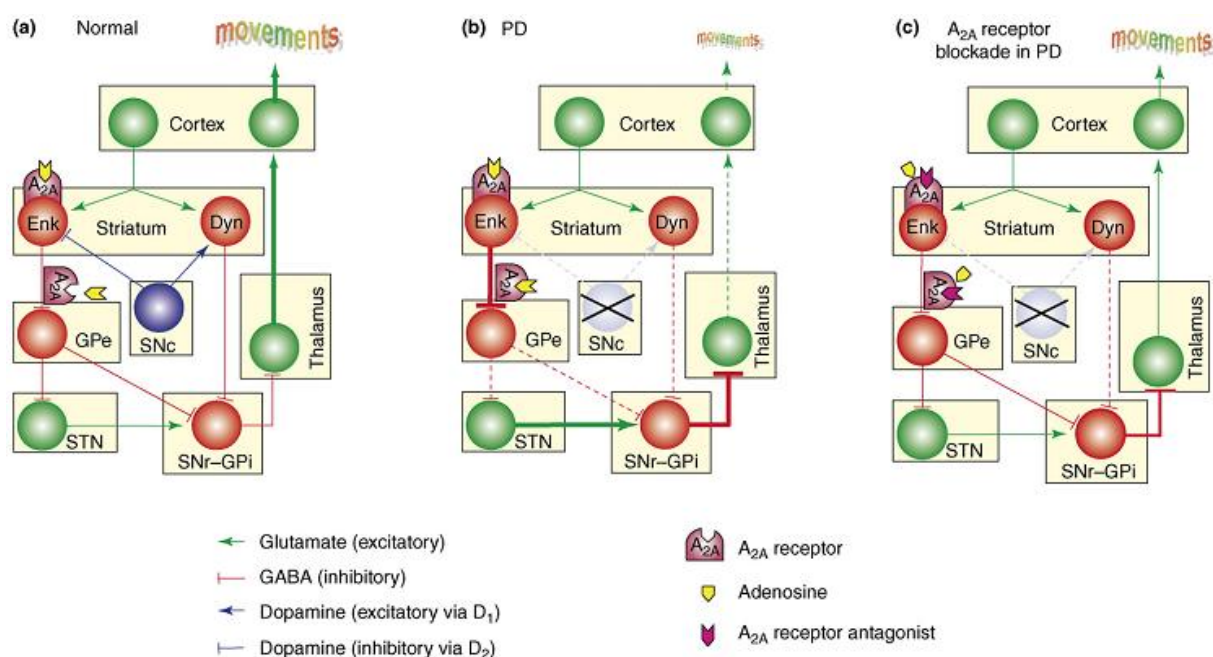 (a) Normal
movements
Cortex
A2A
Enk
Striatum
Dyn
A2A
GPe
SNc
Thalamus
STN
SNr–GPi
(b) PD
movements
Cortex
A2A
Enk
Striatum
Dyn
A2A
GPe
SNc
Thalamus
STN
SNr–GPi
(c) A2A receptor
blockade in PD
movements
Cortex
A2A
Enk
Striatum
Dyn
A2A
GPe
SNc
Thalamus
STN
SNr–GPi
Glutamate (excitatory)
GABA (inhibitory)
Dopamine (excitatory via D1)
Dopamine (inhibitory via D2)
A2A A2A receptor
Adenosine
A2A receptor antagonist